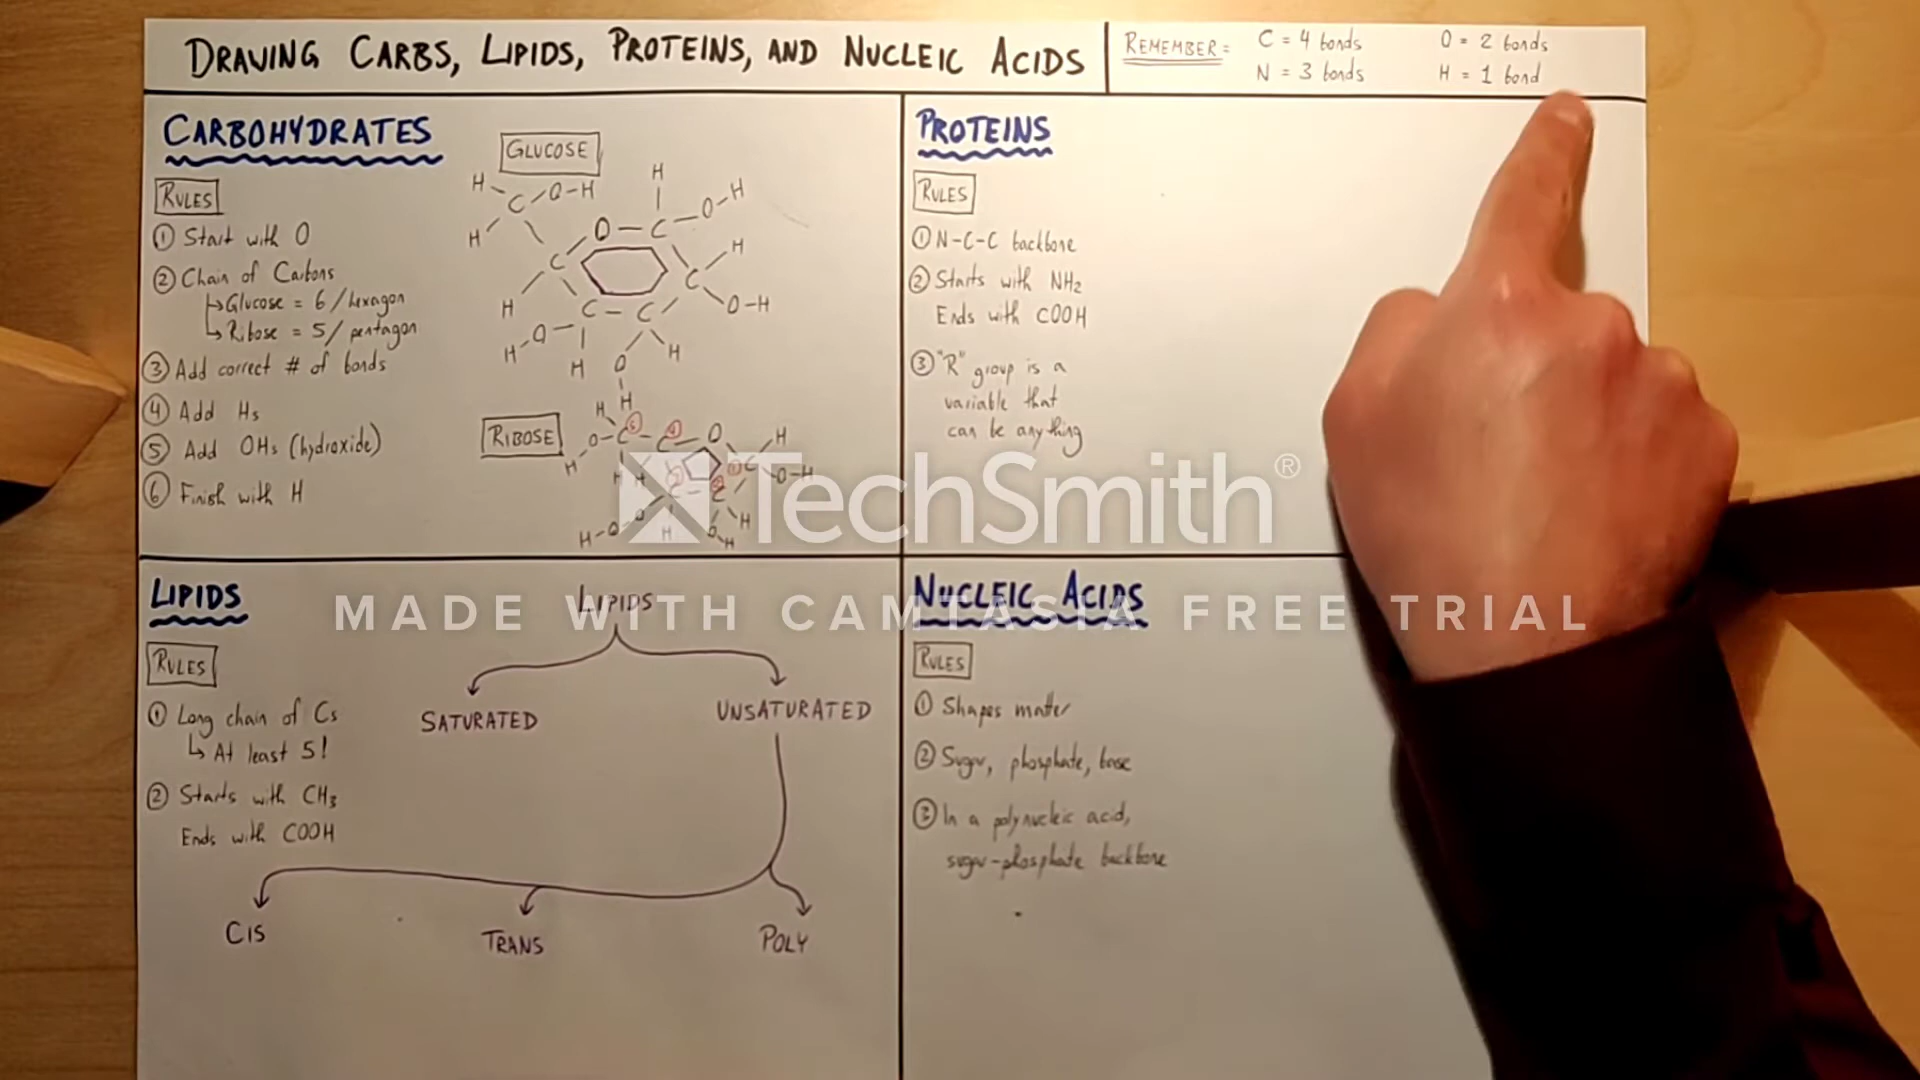 DRAWING CARBS, LIPIDS, PROTEINS, AND NUCLEIC ACIDS
REMEMBER:
C = 4 bonds
O = 2 bonds
N = 3 bonds
H = 1 bond
CARBOHYDRATES
RULES
① Start with O
② Chain of Carbons
↳ Glucose = 6/hexagon
↳ Ribose = 5/pentagon
③ Add correct # of bonds
④ Add Hs
⑤ Add OHs (hydroxide)
⑥ Finish with H
GLUCOSE
H
H C O-H
H
O - C O-H
C
H
C
H
C - C
O-H
H-O
H
H
O
H
RIBOSE
H
O C ⑤ C ④ O
H
H
H H
③
①
C
O-H
C
② C
H-O
O
H
O
H
H
PROTEINS
RULES
① N-C-C backbone
② Starts with NH2
Ends with COOH
③ "R" group is a
variable that
can be anything
TechSmith®
MADE WITH CAMTASIA FREE TRIAL
LIPIDS
RULES
① Long chain of Cs
↳ At least 5!
② Starts with CH3
Ends with COOH
LIPIDS
SATURATED
UNSATURATED
CIS
TRANS
POLY
NUCLEIC ACIDS
RULES
① Shapes matter
② Sugar, phosphate, base
③ In a polynucleic acid,
sugar-phosphate backbone